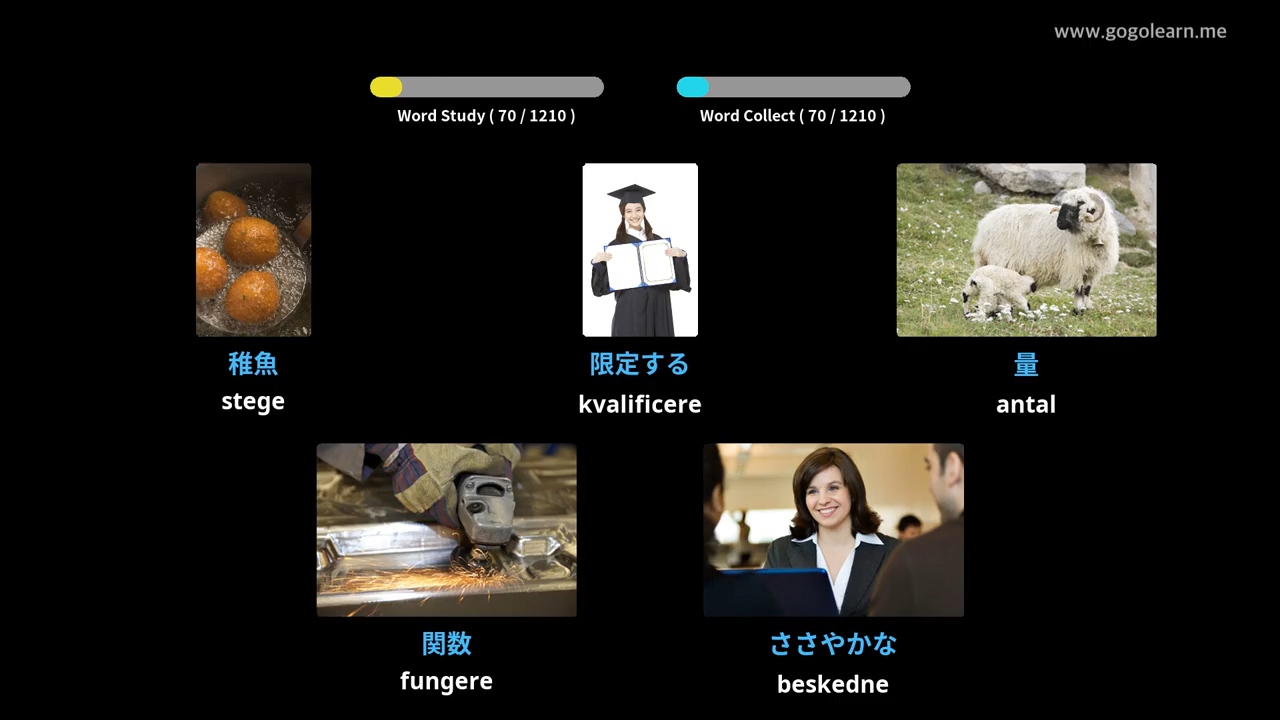 www.gogolearn.me
Word Study ( 70 / 1210 )
Word Collect ( 70 / 1210 )
稚魚
stege
限定する
kvalificere
量
antal
関数
fungere
ささやかな
beskedne